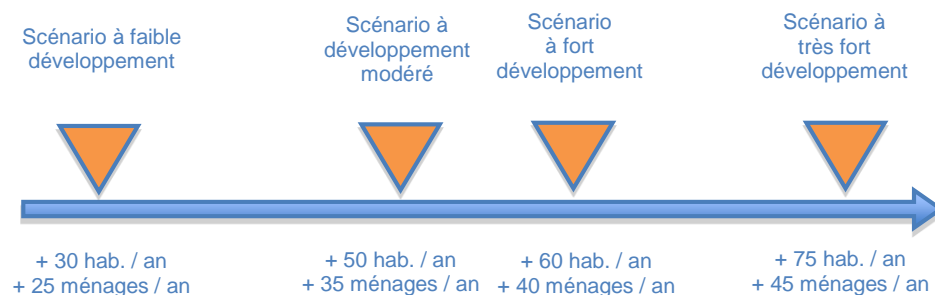 Scénario à faible
développement
Scénario à
développement
modéré
Scénario
à fort
développement
Scénario à
très fort
développement
+ 30 hab. / an
+ 25 ménages / an
+ 50 hab. / an
+ 35 ménages / an
+ 60 hab. / an
+ 40 ménages / an
+ 75 hab. / an
+ 45 ménages / an